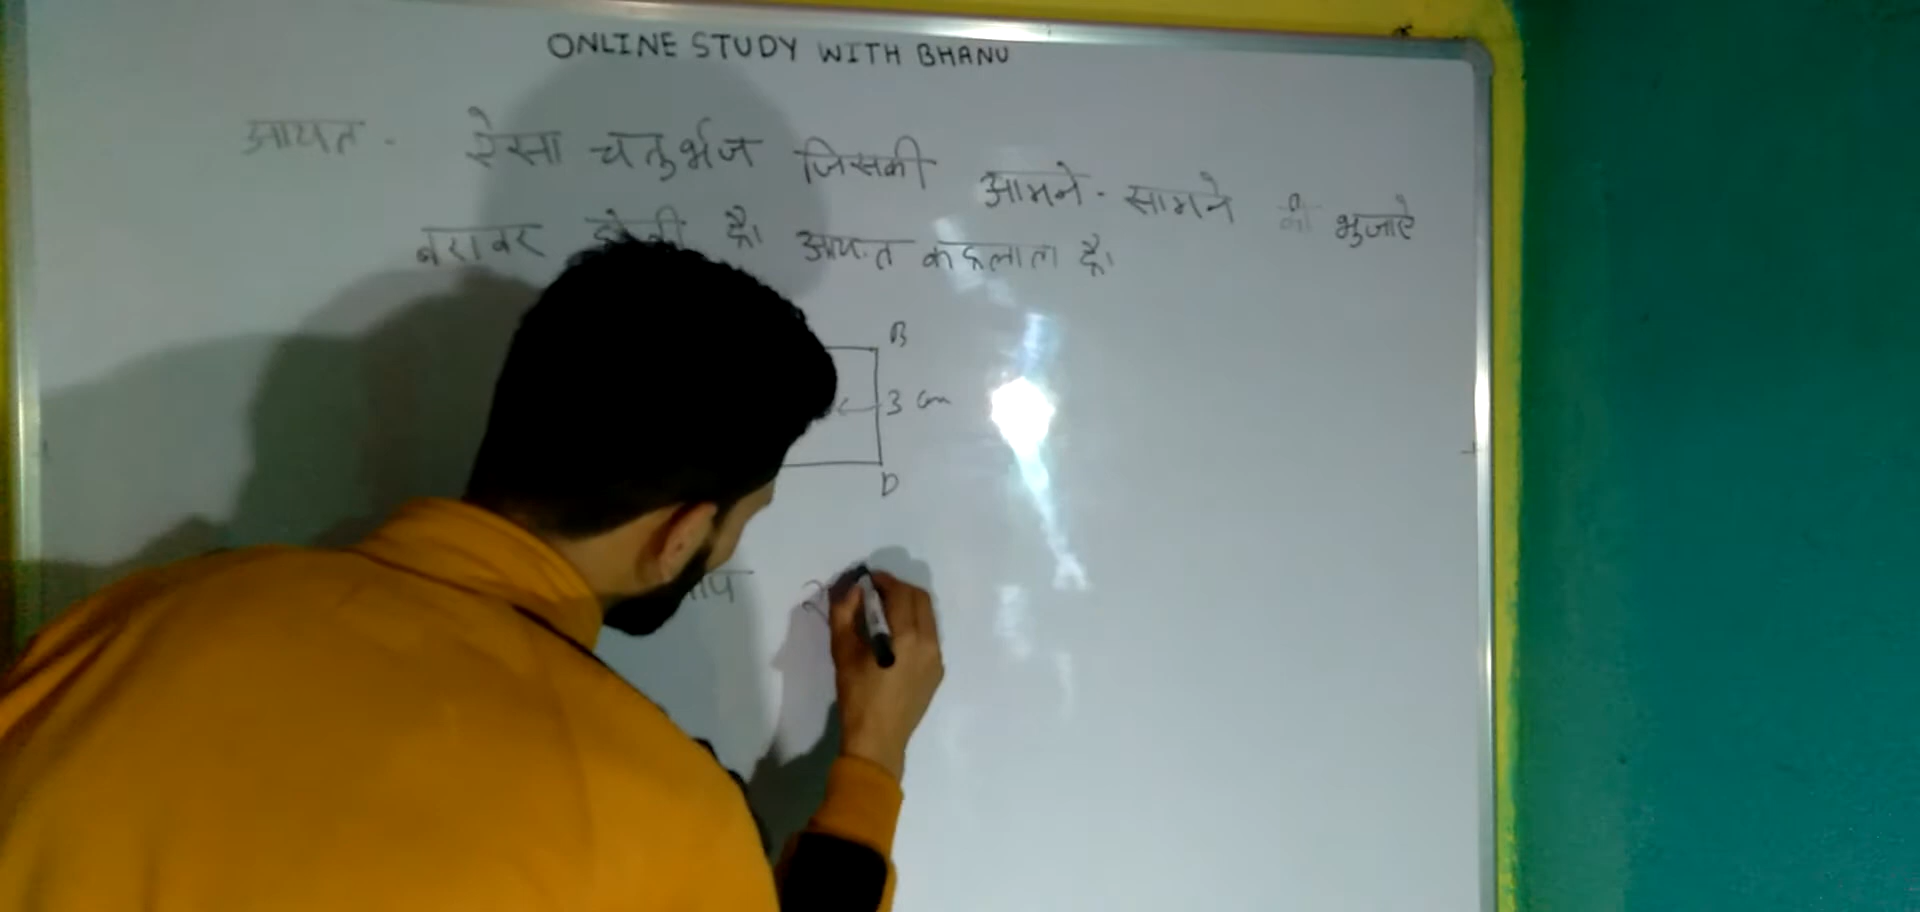 ONLINE STUDY WITH BHANU
आयत - ऐसा चतुर्भुज जिसकी आमने - सामने की भुजाऐ
बराबर होती है। आयत कहलाता है।
B
3 cm
D